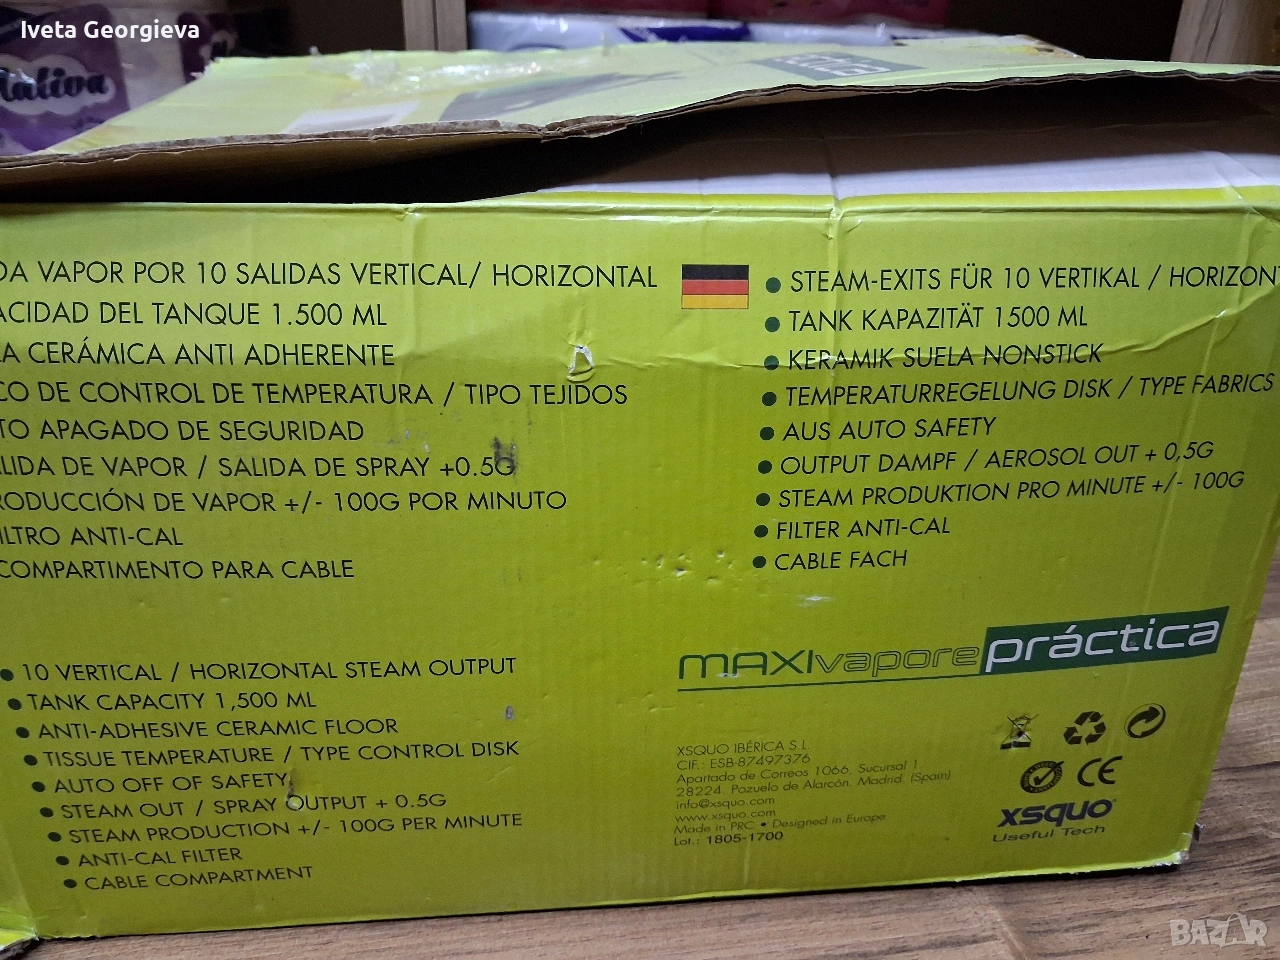 Iveta Georgieva
Maliva
DA VAPOR POR 10 SALIDAS VERTICAL/ HORIZONTAL
ACIDAD DEL TANQUE 1.500 ML
LA CERÁMICA ANTI ADHERENTE
CO DE CONTROL DE TEMPERATURA / TIPO TEJIDOS
TO APAGADO DE SEGURIDAD
LIDA DE VAPOR / SALIDA DE SPRAY +0.5G
RODUCCIÓN DE VAPOR +/- 100G POR MINUTO
ILTRO ANTI-CAL
COMPARTIMENTO PARA CABLE
● STEAM-EXITS FÜR 10 VERTIKAL / HORIZONT
● TANK KAPAZITÄT 1500 ML
● KERAMIK SUELA NONSTICK
● TEMPERATURREGELUNG DISK / TYPE FABRICS
● AUS AUTO SAFETY
● OUTPUT DAMPF / AEROSOL OUT + 0,5G
● STEAM PRODUKTION PRO MINUTE +/- 100G
● FILTER ANTI-CAL
● CABLE FACH
● 10 VERTICAL / HORIZONTAL STEAM OUTPUT
● TANK CAPACITY 1,500 ML
● ANTI-ADHESIVE CERAMIC FLOOR
● TISSUE TEMPERATURE / TYPE CONTROL DISK
● AUTO OFF OF SAFETY
● STEAM OUT / SPRAY OUTPUT + 0.5G
● STEAM PRODUCTION +/- 100G PER MINUTE
● ANTI-CAL FILTER
● CABLE COMPARTMENT
MAXIvapore práctica
XSQUO IBÉRICA S.L.
CIF.: ESB-87497376
Apartado de Correos 1066, Sucursal 1.
28224. Pozuelo de Alarcón. Madrid. (Spain)
info@xsquo.com
www.xsquo.com
Made in PRC • Designed in Europe
Lot.: 1805-1700
CE
xsquo
Useful Tech
BAZAR